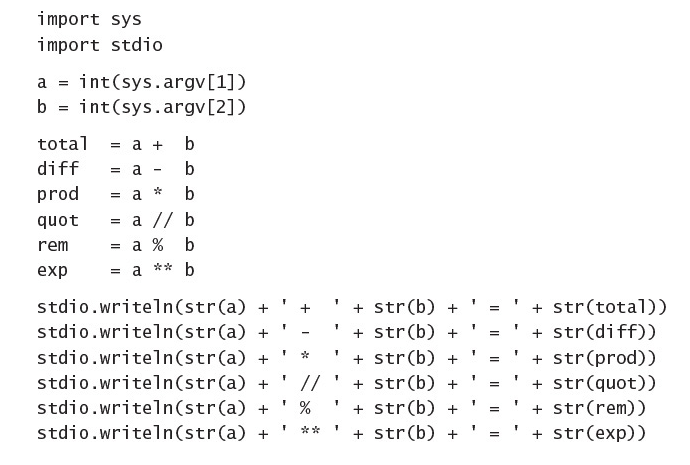 import sys
import stdio
a = int(sys.argv[1])
b = int(sys.argv[2])
total  = a +  b
diff   = a -  b
prod   = a *  b
quot   = a // b
rem    = a %  b
exp    = a ** b
stdio.writeln(str(a) + ' +  ' + str(b) + ' = ' + str(total))
stdio.writeln(str(a) + ' -  ' + str(b) + ' = ' + str(diff))
stdio.writeln(str(a) + ' *  ' + str(b) + ' = ' + str(prod))
stdio.writeln(str(a) + ' // ' + str(b) + ' = ' + str(quot))
stdio.writeln(str(a) + ' %  ' + str(b) + ' = ' + str(rem))
stdio.writeln(str(a) + ' ** ' + str(b) + ' = ' + str(exp))